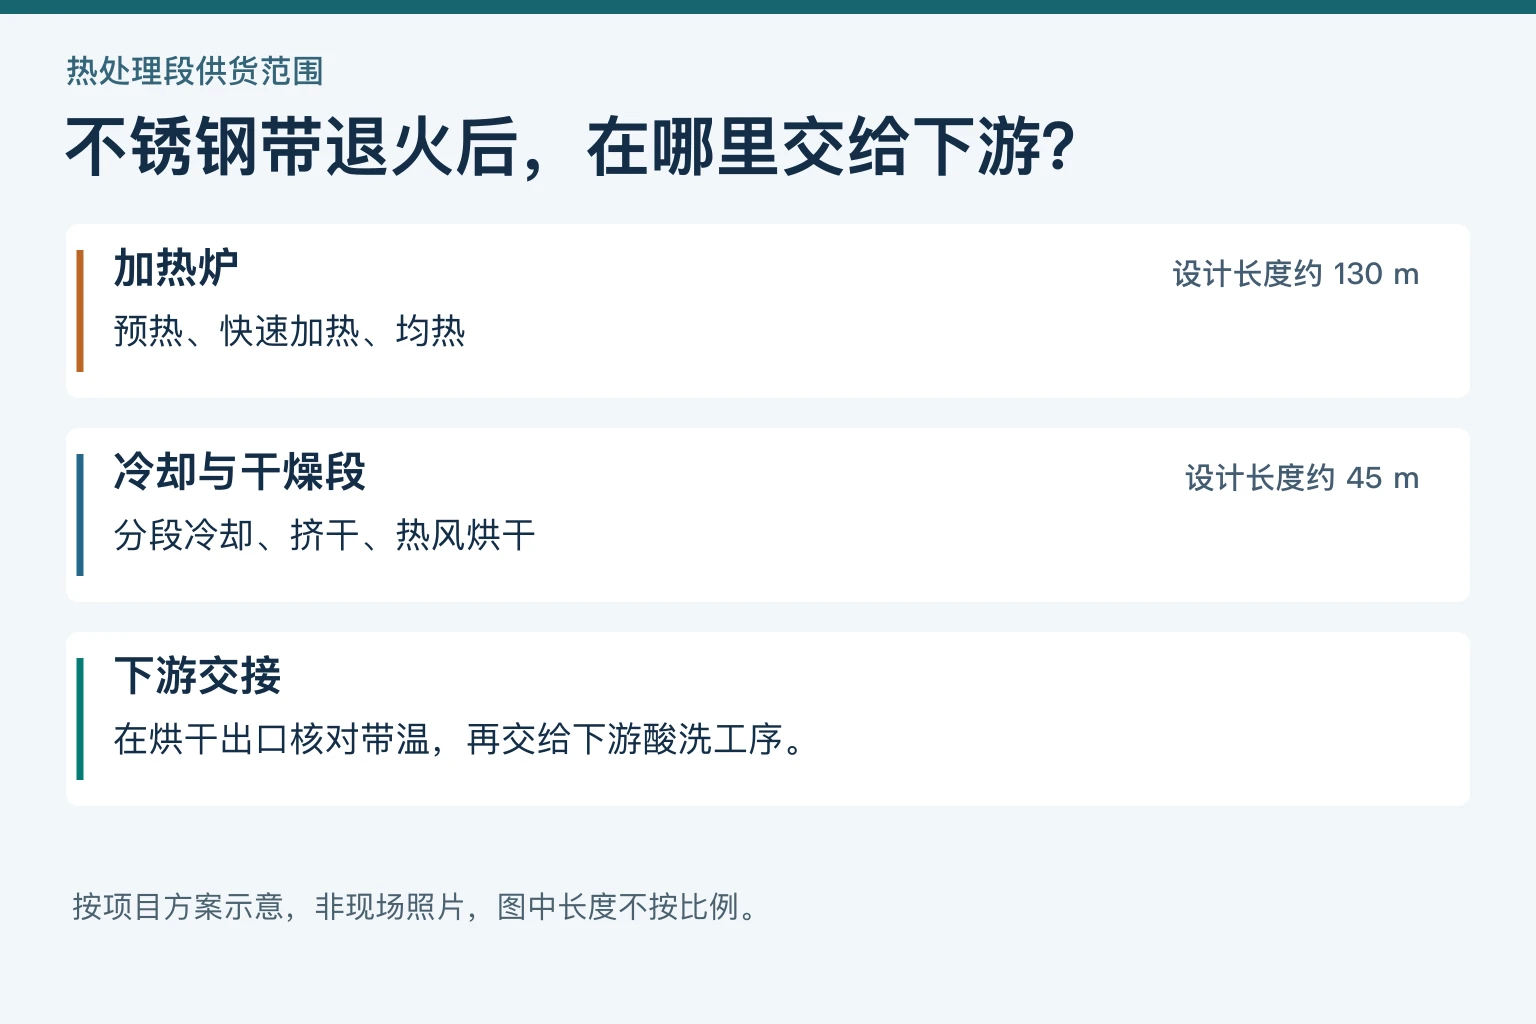 热处理段供货范围
不锈钢带退火后，在哪里交给下游?
加热炉
设计长度约 130 m
预热、快速加热、均热
冷却与干燥段
设计长度约 45 m
分段冷却、挤干、热风烘干
下游交接
在烘干出口核对带温，再交给下游酸洗工序。
按项目方案示意，非现场照片，图中长度不按比例。